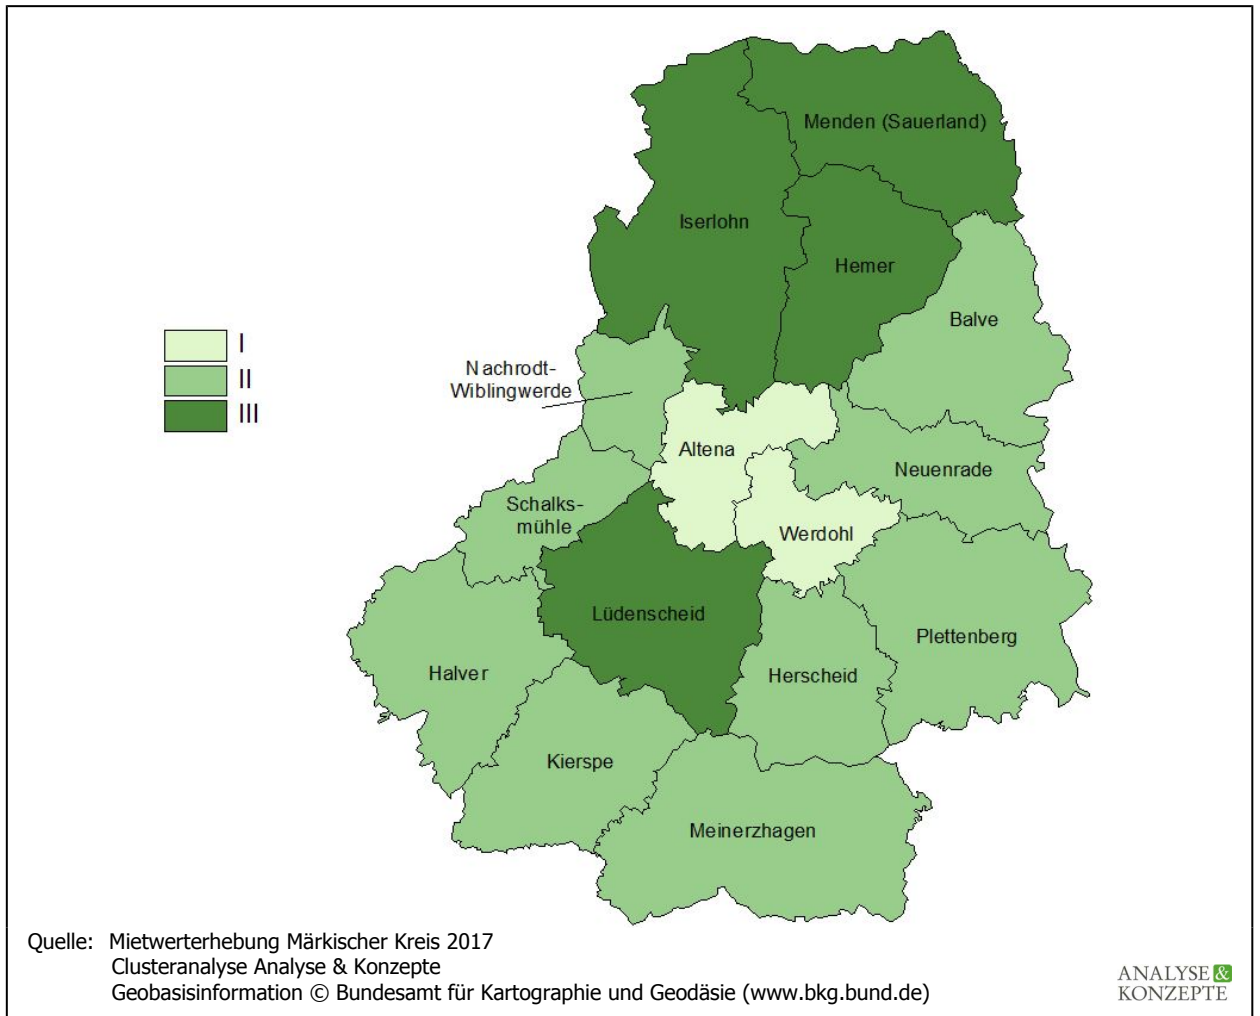 Menden (Sauerland)
Iserlohn
Hemer
Balve
I
II
III
Nachrodt-
Wiblingwerde
Altena
Neuenrade
Schalks-
mühle
Werdohl
Lüdenscheid
Plettenberg
Halver
Herscheid
Kierspe
Meinerzhagen
Quelle: Mietwerterhebung Märkischer Kreis 2017
Clusteranalyse Analyse & Konzepte
Geobasisinformation © Bundesamt für Kartographie und Geodäsie (www.bkg.bund.de)
ANALYSE &
KONZEPTE